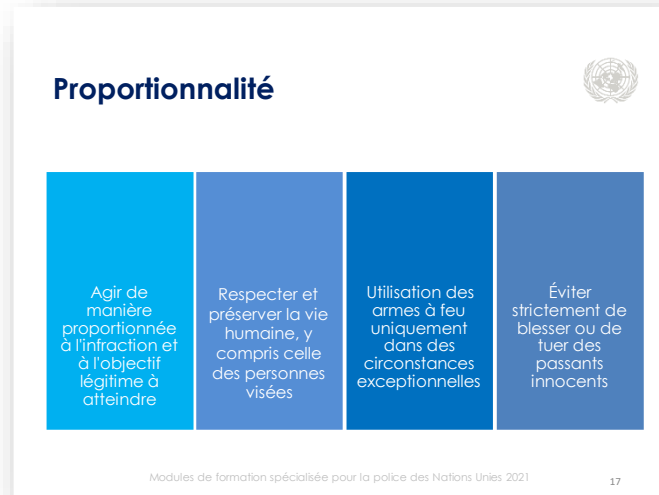 Proportionnalité
Agir de
manière
proportionnée
à l'infraction et
à l'objectif
légitime à
atteindre
Respecter et
préserver la vie
humaine, y
compris celle
des personnes
visées
Utilisation des
armes à feu
uniquement
dans des
circonstances
exceptionnelles
Éviter
strictement de
blesser ou de
tuer des
passants
innocents
Modules de formation spécialisée pour la police des Nations Unies 2021
17